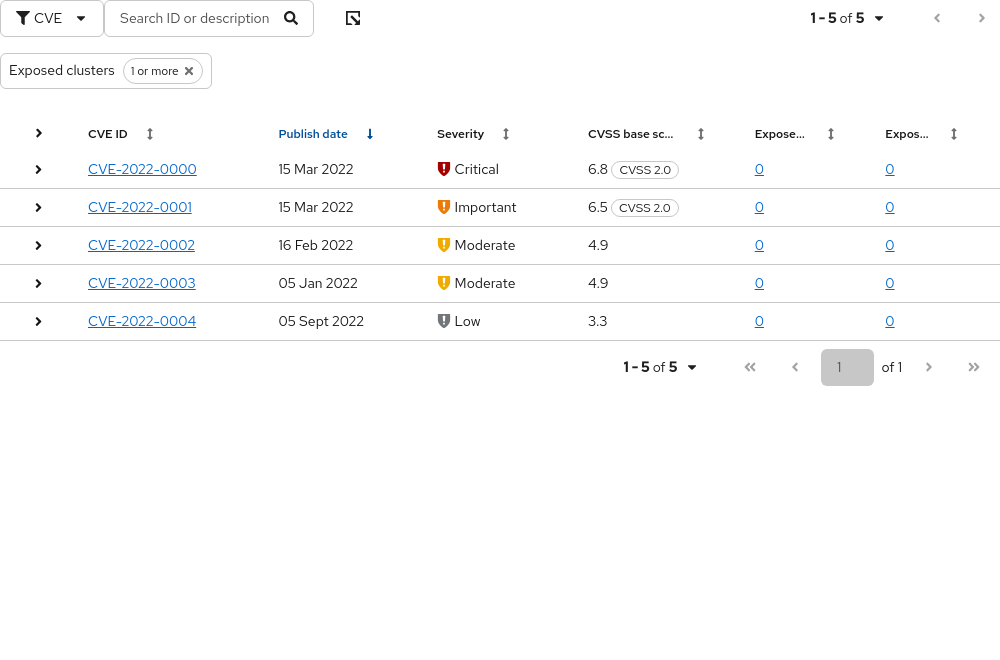 CVE Search ID or description 1 - 5 of 5
Exposed clusters 1 or more
CVE ID Publish date Severity CVSS base sc... Expose... Expos...
CVE-2022-0000 15 Mar 2022 Critical 6.8 CVSS 2.0 0 0
CVE-2022-0001 15 Mar 2022 Important 6.5 CVSS 2.0 0 0
CVE-2022-0002 16 Feb 2022 Moderate 4.9 0 0
CVE-2022-0003 05 Jan 2022 Moderate 4.9 0 0
CVE-2022-0004 05 Sept 2022 Low 3.3 0 0
1 - 5 of 5 1 of 1